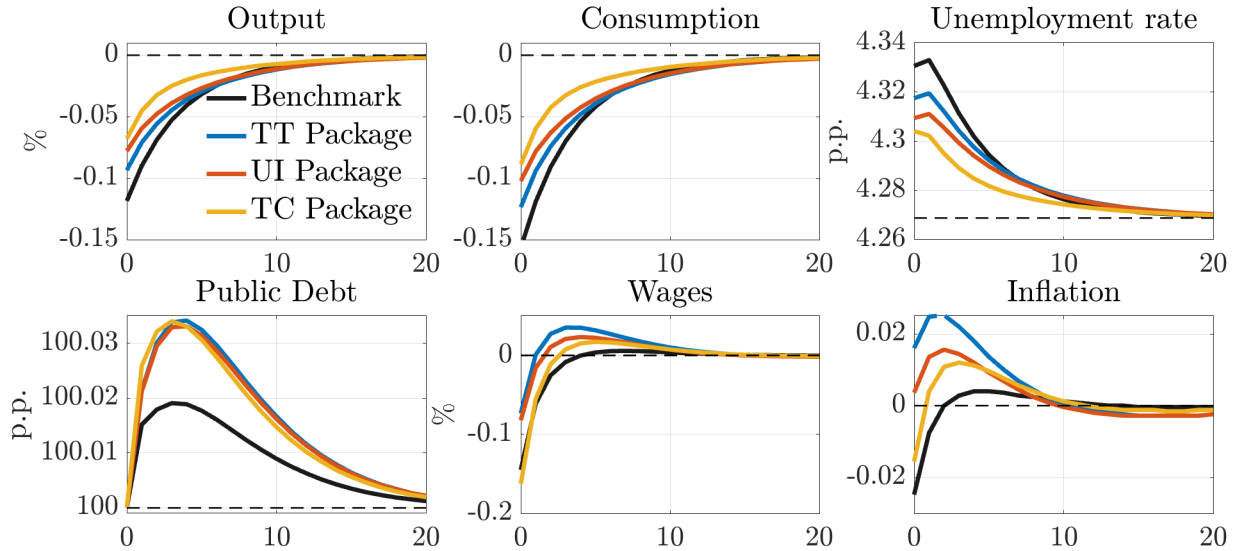 Output
Consumption
Unemployment rate
0
-0.05
-0.1
-0.15
%
0 10 20
Benchmark
TT Package
UI Package
TC Package
0
-0.05
-0.1
-0.15
0 10 20
4.34
4.32
4.3
4.28
4.26
p.p.
0 10 20
Public Debt
Wages
Inflation
100.03
100.02
100.01
100
p.p.
0 10 20
0
-0.1
-0.2
%
0 10 20
0.02
0
-0.02
0 10 20